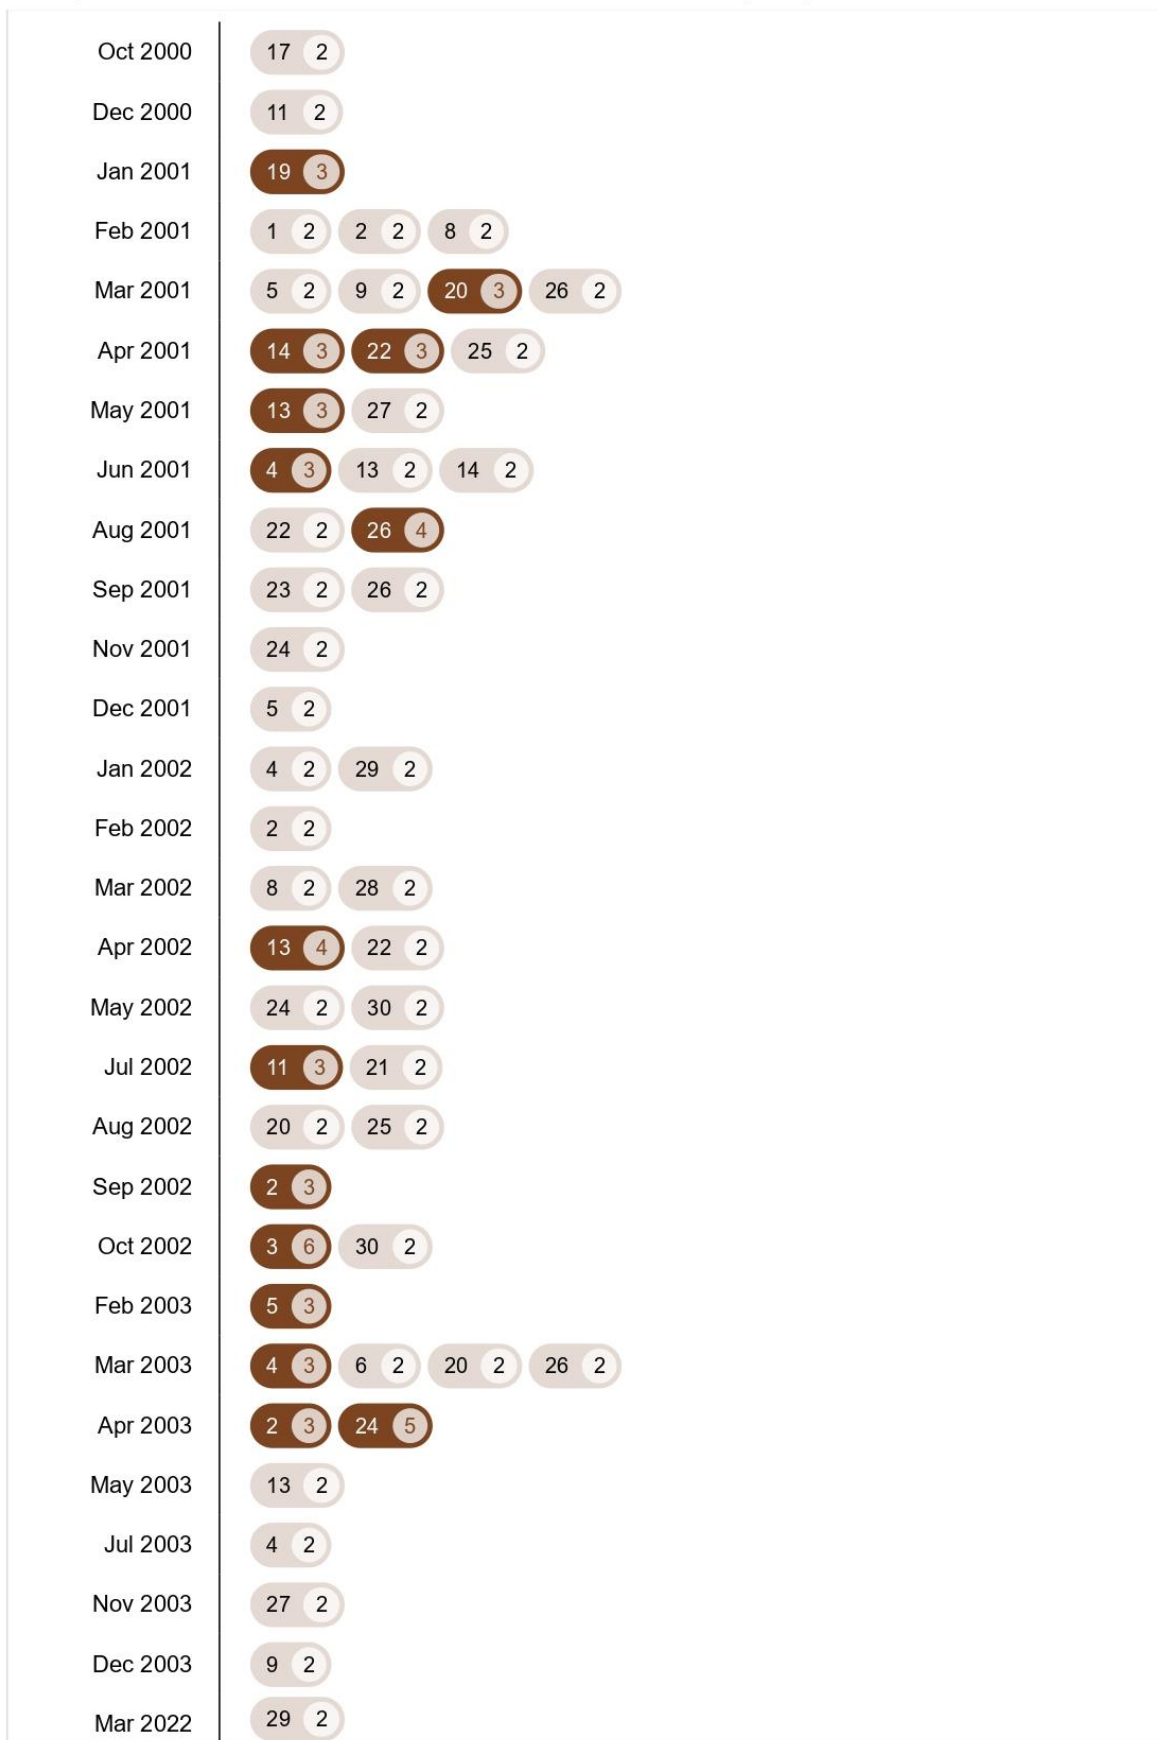 Oct 2000 17 2
Dec 2000 11 2
Jan 2001 19 3
Feb 2001 1 2 2 2 8 2
Mar 2001 5 2 9 2 20 3 26 2
Apr 2001 14 3 22 3 25 2
May 2001 13 3 27 2
Jun 2001 4 3 13 2 14 2
Aug 2001 22 2 26 4
Sep 2001 23 2 26 2
Nov 2001 24 2
Dec 2001 5 2
Jan 2002 4 2 29 2
Feb 2002 2 2
Mar 2002 8 2 28 2
Apr 2002 13 4 22 2
May 2002 24 2 30 2
Jul 2002 11 3 21 2
Aug 2002 20 2 25 2
Sep 2002 2 3
Oct 2002 3 6 30 2
Feb 2003 5 3
Mar 2003 4 3 6 2 20 2 26 2
Apr 2003 2 3 24 5
May 2003 13 2
Jul 2003 4 2
Nov 2003 27 2
Dec 2003 9 2
Mar 2022 29 2